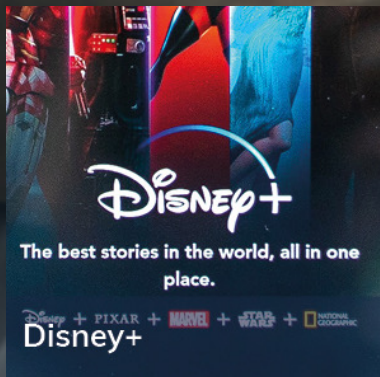 Disney+
The best stories in the world, all in one
place.
Disney + PIXAR + MARVEL + STAR WARS + NATIONAL GEOGRAPHIC
Disney+